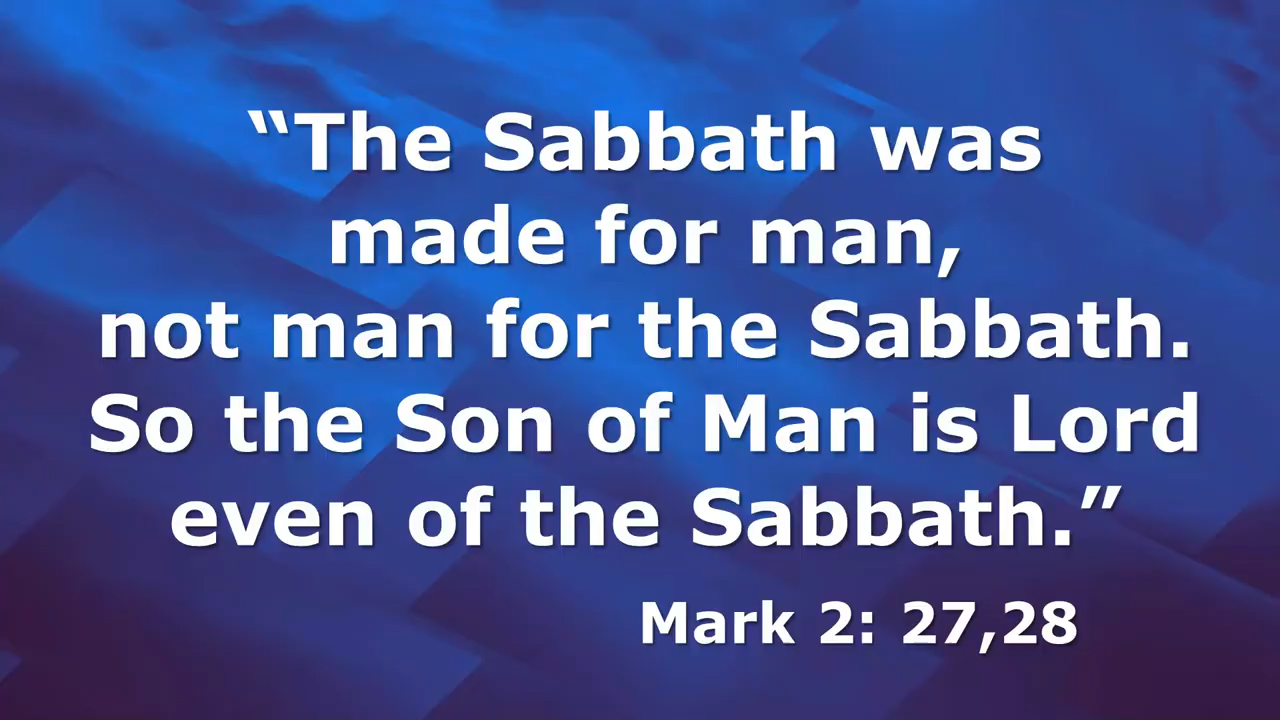 “The Sabbath was
made for man,
not man for the Sabbath.
So the Son of Man is Lord
even of the Sabbath.”
Mark 2: 27,28